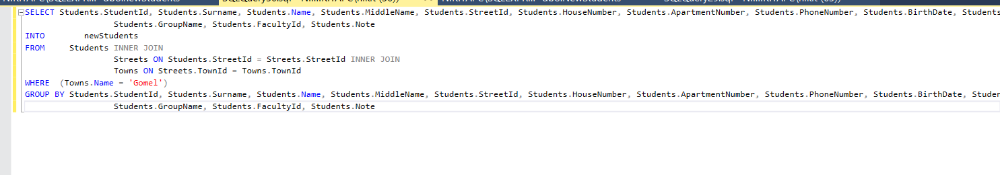 SELECT Students.StudentId, Students.Surname, Students.Name, Students.MiddleName, Students.StreetId, Students.HouseNumber, Students.ApartmentNumber, Students.PhoneNumber, Students.BirthDate, Students
Students.GroupName, Students.FacultyId, Students.Note
INTO newStudents
FROM Students INNER JOIN
Streets ON Students.StreetId = Streets.StreetId INNER JOIN
Towns ON Streets.TownId = Towns.TownId
WHERE (Towns.Name = 'Gomel')
GROUP BY Students.StudentId, Students.Surname, Students.Name, Students.MiddleName, Students.StreetId, Students.HouseNumber, Students.ApartmentNumber, Students.PhoneNumber, Students.BirthDate, Studen
Students.GroupName, Students.FacultyId, Students.Note